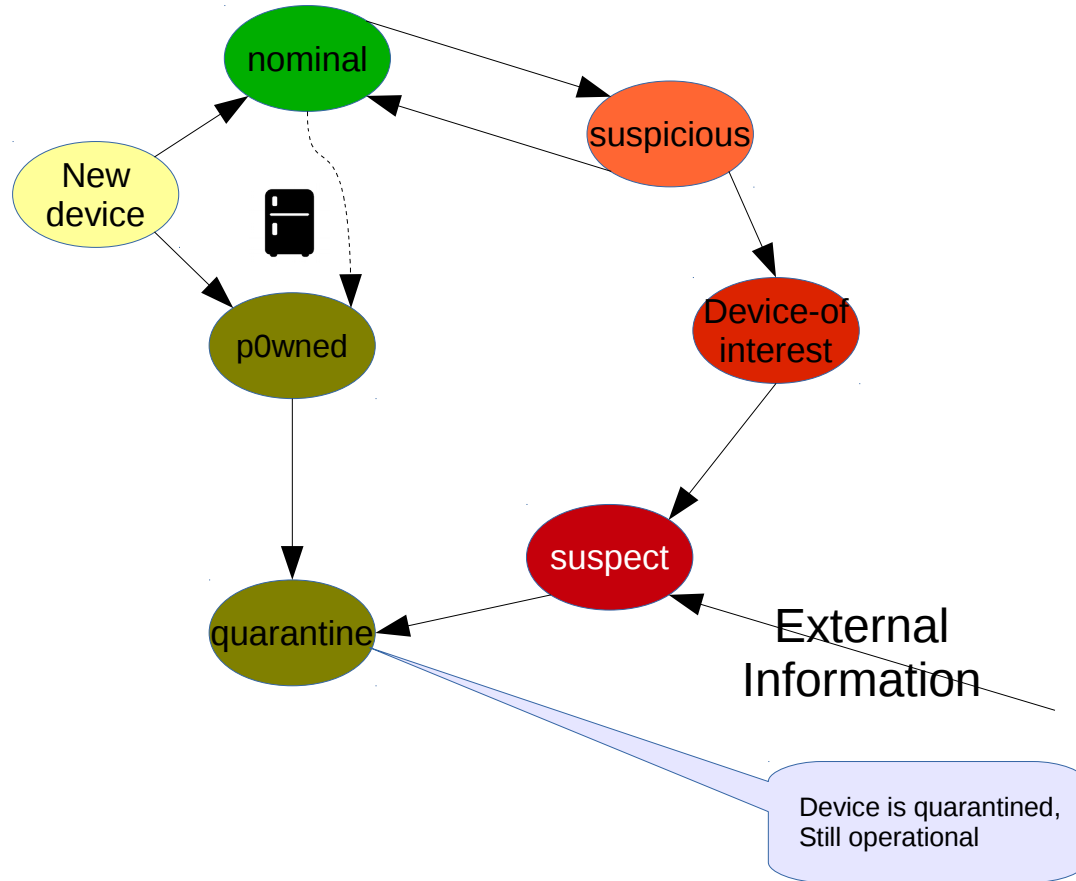 nominal
suspicious
New
device
Device-of
interest
p0wned
suspect
External
Information
quarantine
Device is quarantined,
Still operational